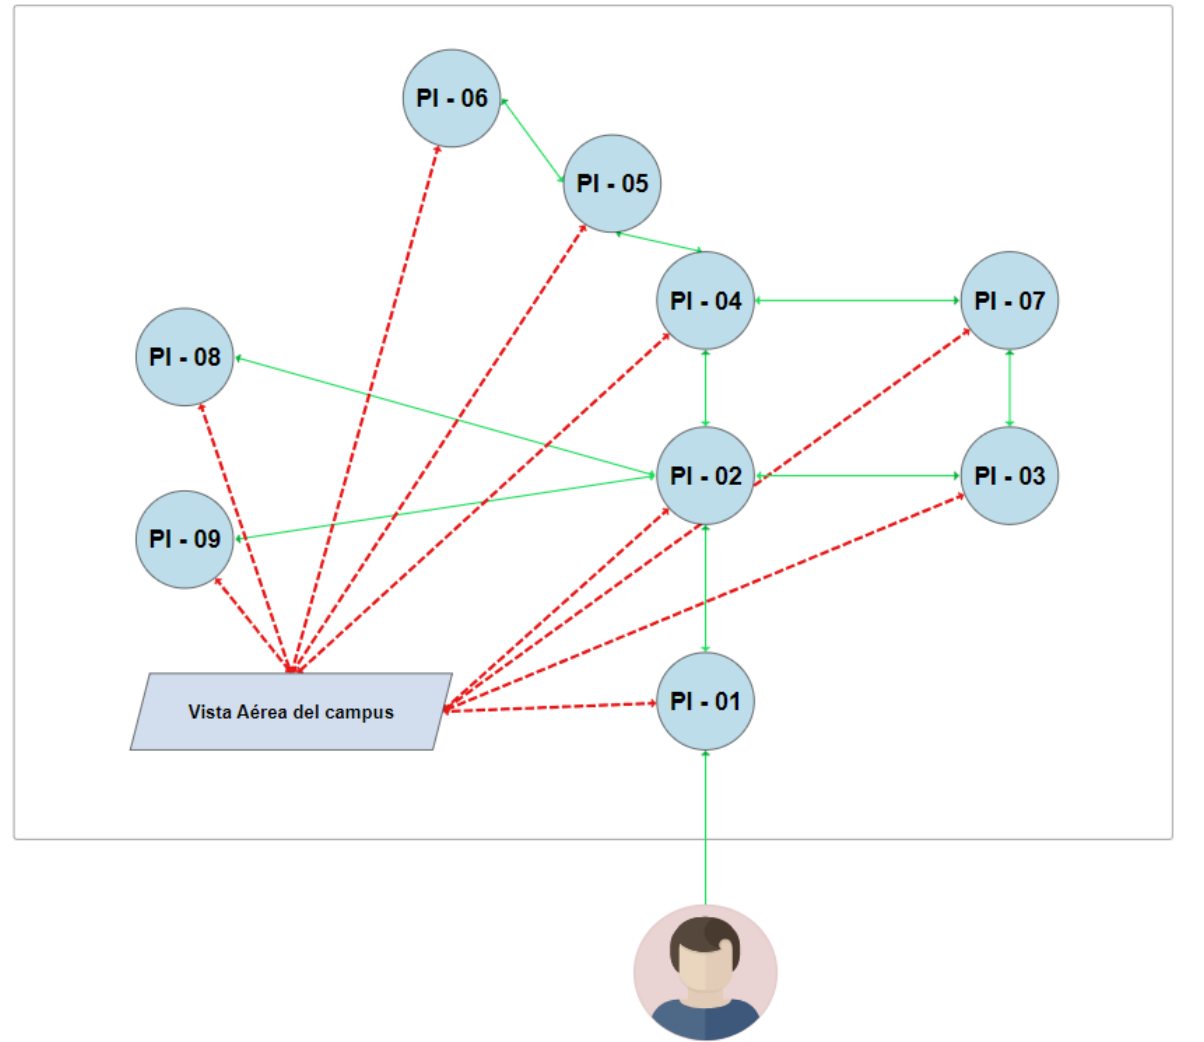 PI - 06
PI - 05
PI - 04
PI - 07
PI - 08
PI - 02
PI - 03
PI - 09
PI - 01
Vista Aérea del campus